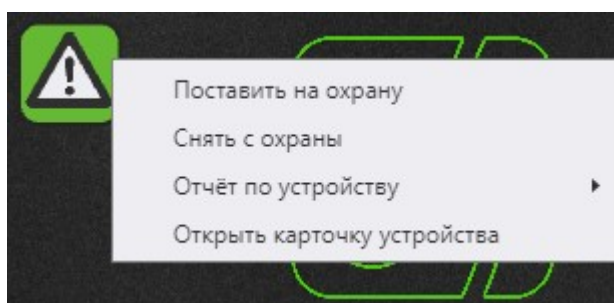 Поставить на охрану
Снять с охраны
Отчёт по устройству
Открыть карточку устройства